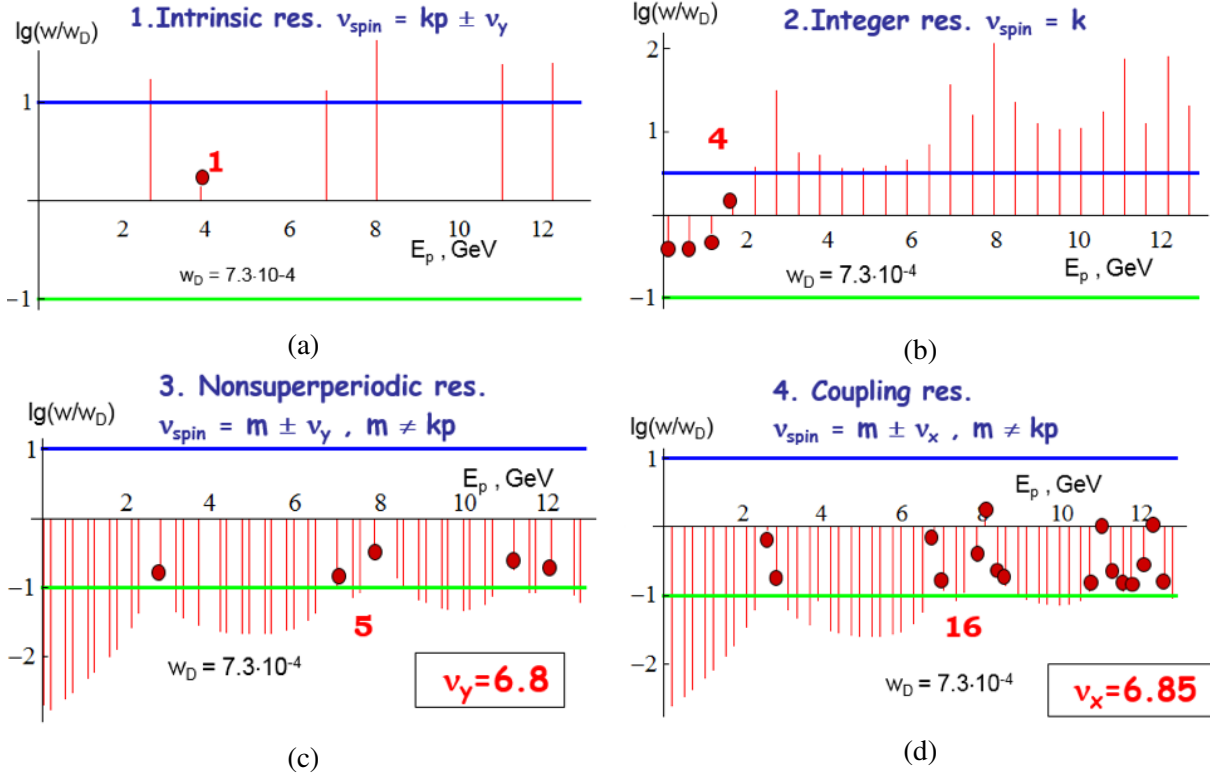 1.Intrinsic res. νspin = kp ± νy
lg(w/wD)
1
1
2 4 6 8 10 12
Ep , GeV
wD = 7.3·10-4
−1
(a)
2.Integer res. νspin = k
lg(w/wD)
2
1
4
2 4 6 8 10 12
Ep , GeV
wD = 7.3·10-4
−1
(b)
3. Nonsuperperiodic res.
νspin = m ± νy , m ≠ kp
lg(w/wD)
1
Ep , GeV
2 4 6 8 10 12
−1
5
−2
wD = 7.3·10-4
νy=6.8
(c)
4. Coupling res.
νspin = m ± νx , m ≠ kp
lg(w/wD)
1
Ep , GeV
2 4 6 8 10 12
−1
16
−2
wD = 7.3·10-4
νx=6.85
(d)